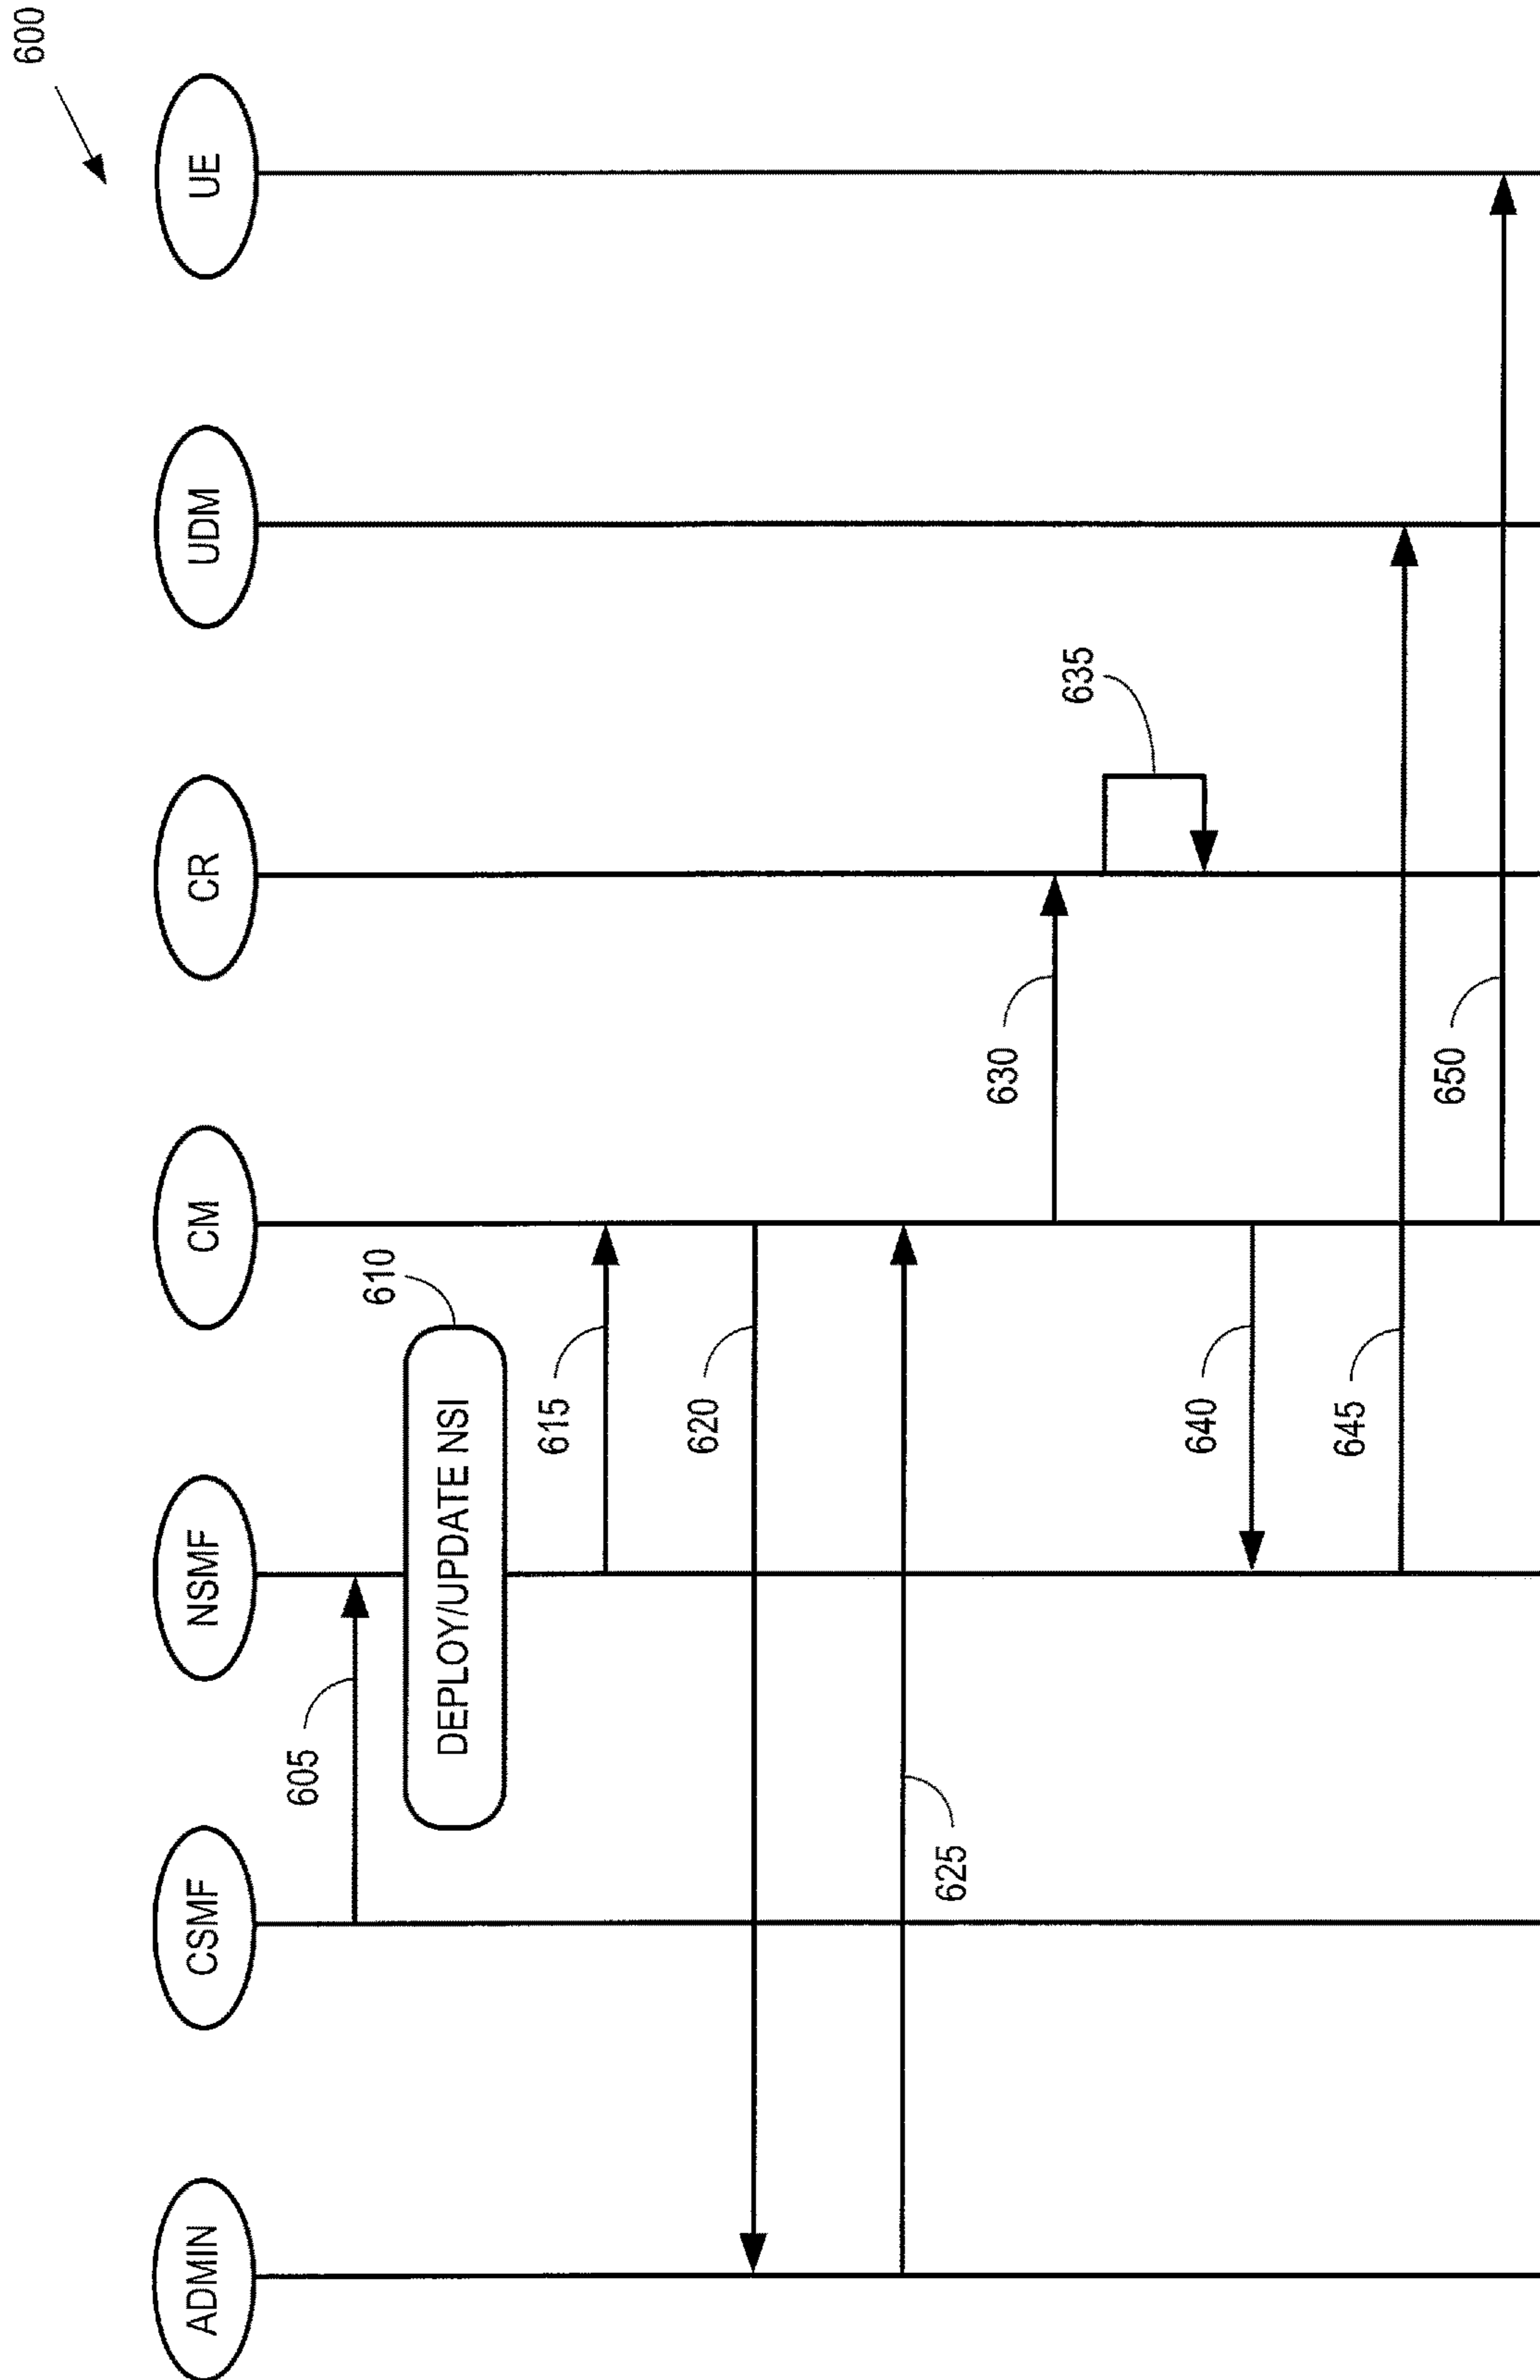 600
ADMIN
CSMF
NSMF
CM
CR
UDM
UE
605
610
DEPLOY/UPDATE NSI
615
620
625
630
635
640
645
650